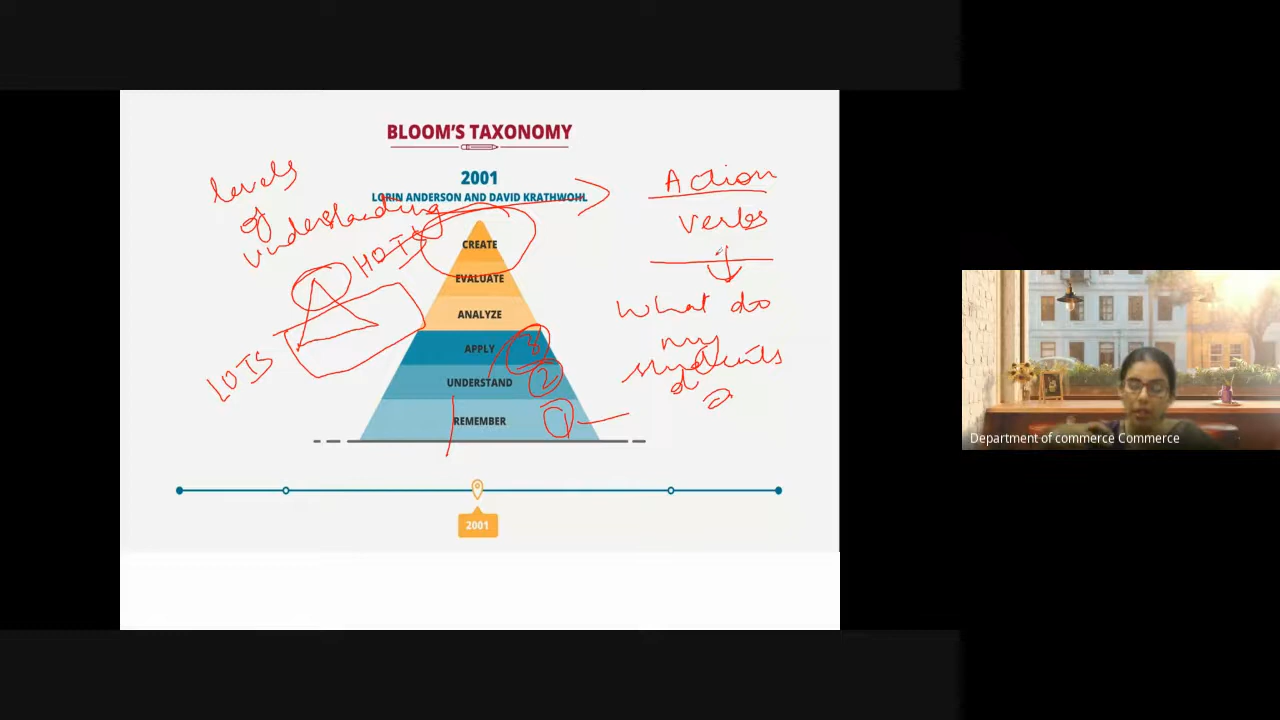 BLOOM'S TAXONOMY
2001
LORIN ANDERSON AND DAVID KRATHWOHL
levels
of
understanding
HOTS
LOTS
CREATE
EVALUATE
ANALYZE
APPLY
UNDERSTAND
REMEMBER
3
2
1
Action
verbs
What do
my
students
do
2001
Department of commerce Commerce